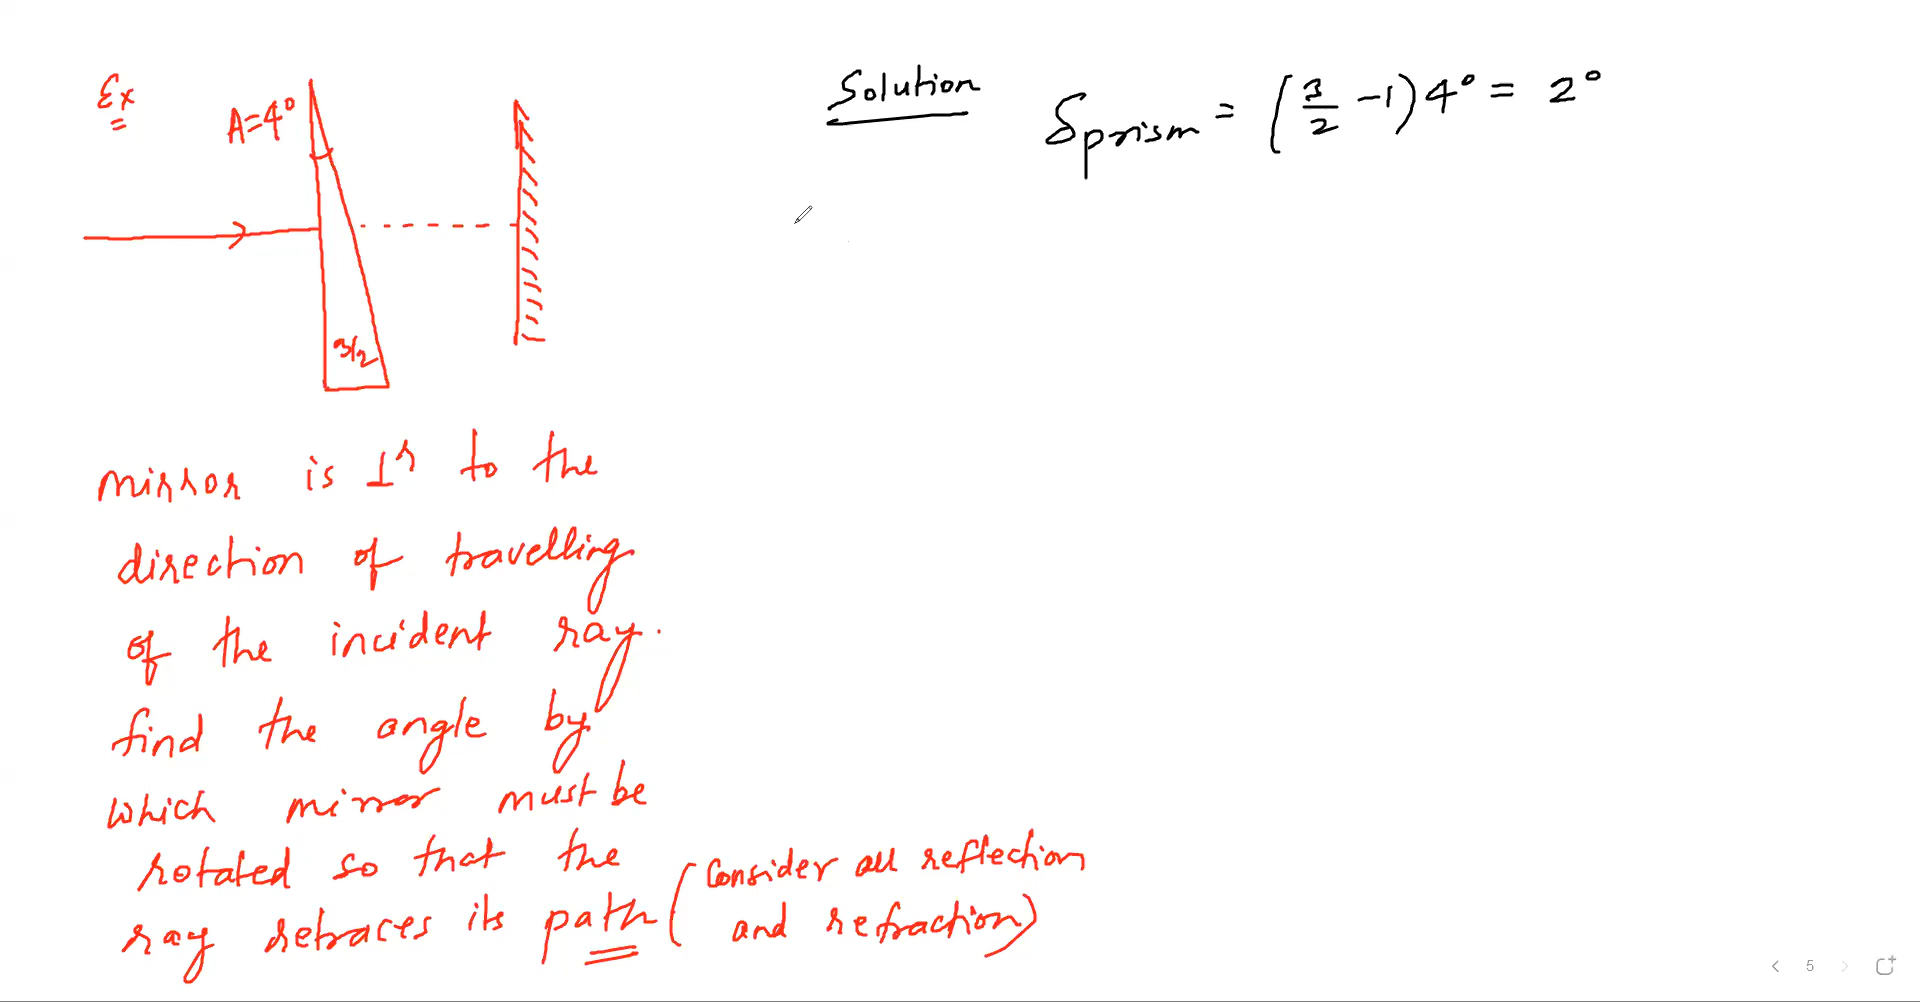 Ex
A=4°
3/2
Solution
δprism = (3/2 -1)4° = 2°
mirror is ⊥r to the
direction of travelling
of the incident ray.
find the angle by
which mirror must be
rotated so that the
ray retraces its path (Consider all reflection
and refraction)
5